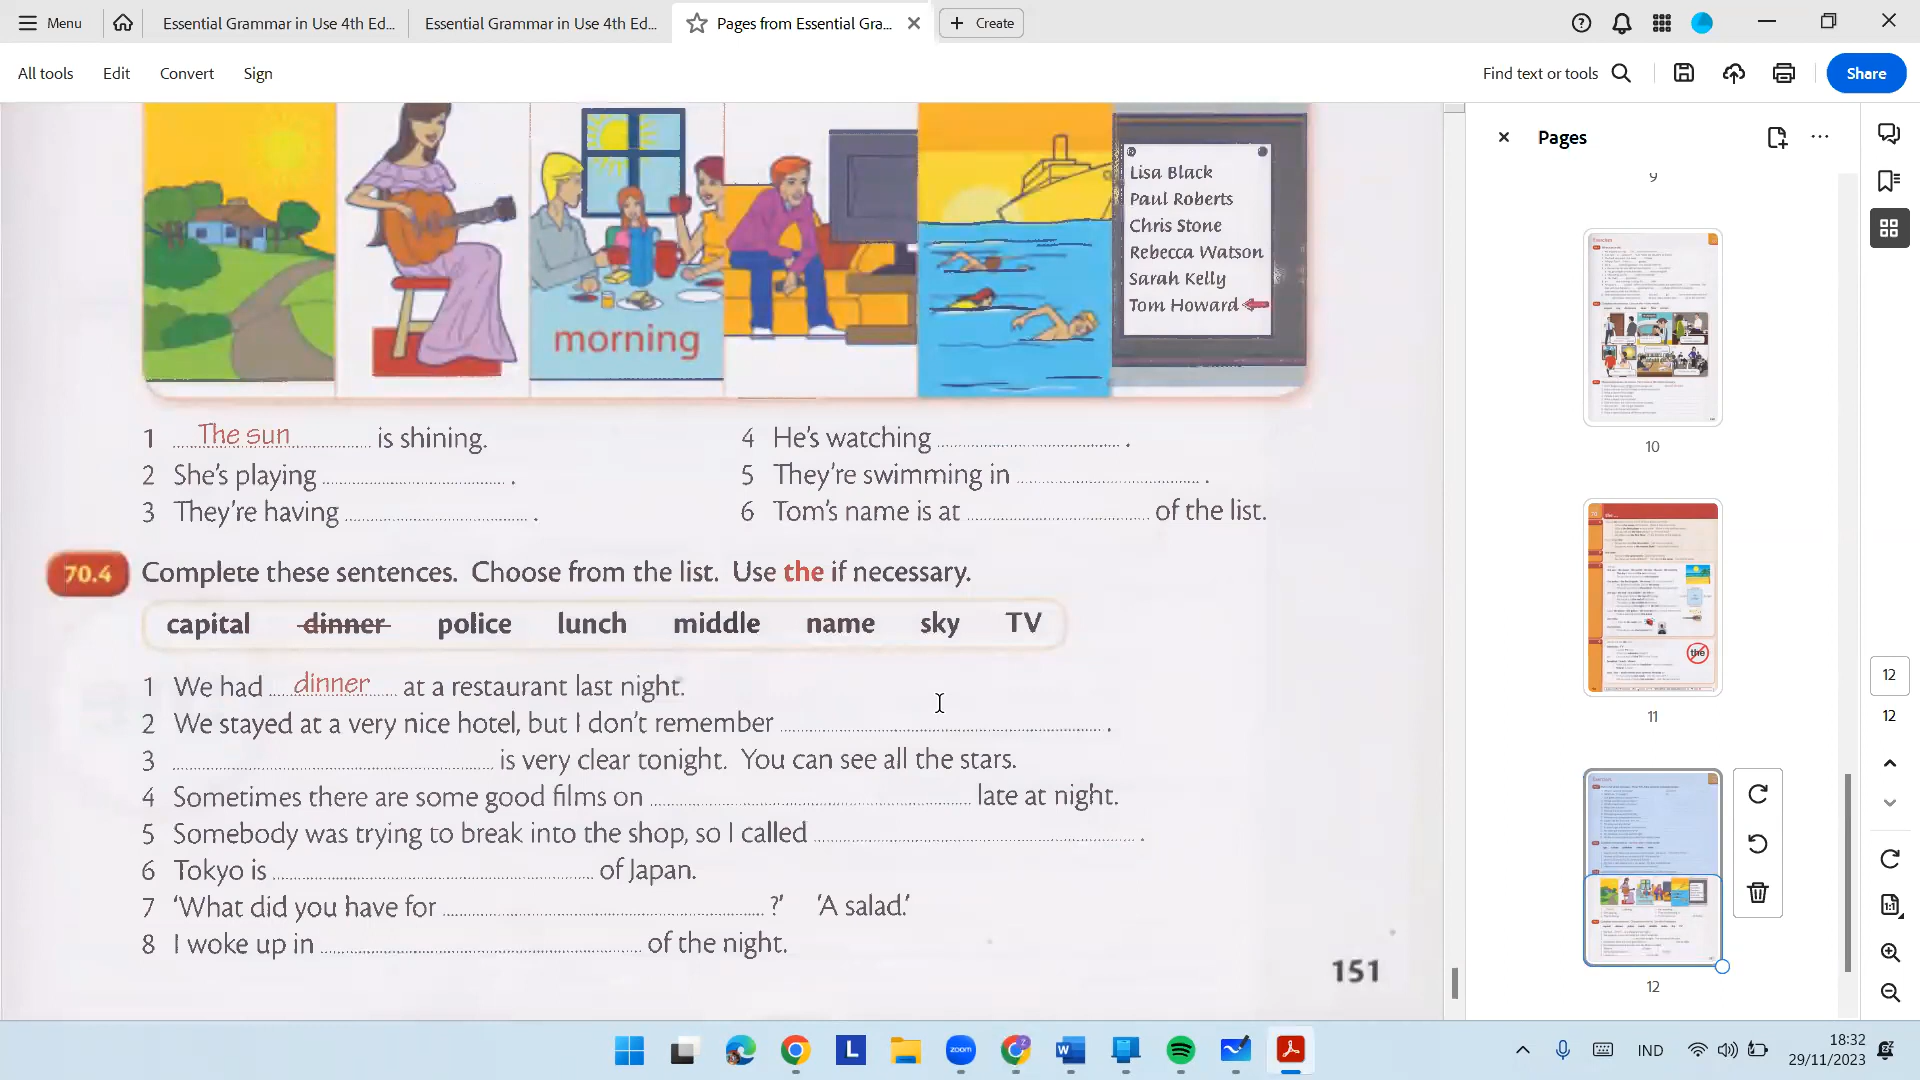 Menu
Essential Grammar in Use 4th Ed...
Essential Grammar in Use 4th Ed...
Pages from Essential Gra...
Create
All tools
Edit
Convert
Sign
Find text or tools
Share
Lisa Black
Paul Roberts
Chris Stone
Rebecca Watson
Sarah Kelly
Tom Howard
morning
1 The sun is shining.
2 She's playing .
3 They're having .
4 He's watching .
5 They're swimming in .
6 Tom's name is at of the list.
70.4 Complete these sentences. Choose from the list. Use the if necessary.
capital dinner police lunch middle name sky TV
1 We had dinner at a restaurant last night.
2 We stayed at a very nice hotel, but I don't remember .
3 is very clear tonight. You can see all the stars.
4 Sometimes there are some good films on late at night.
5 Somebody was trying to break into the shop, so I called .
6 Tokyo is of Japan.
7 'What did you have for ?' 'A salad.'
8 I woke up in of the night.
151
Pages
9
10
11
12
12
12
1:1
zoom
IND
18:32
29/11/2023